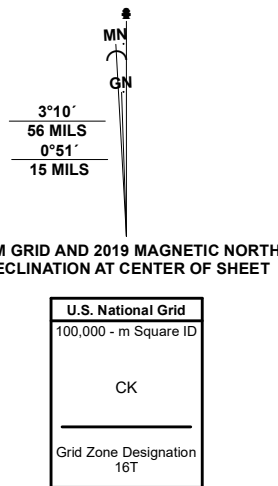 MN
GN
3°10´
56 MILS
0°51´
15 MILS
M GRID AND 2019 MAGNETIC NORTH
ECLINATION AT CENTER OF SHEET
U.S. National Grid
100,000 - m Square ID
CK
Grid Zone Designation
16T